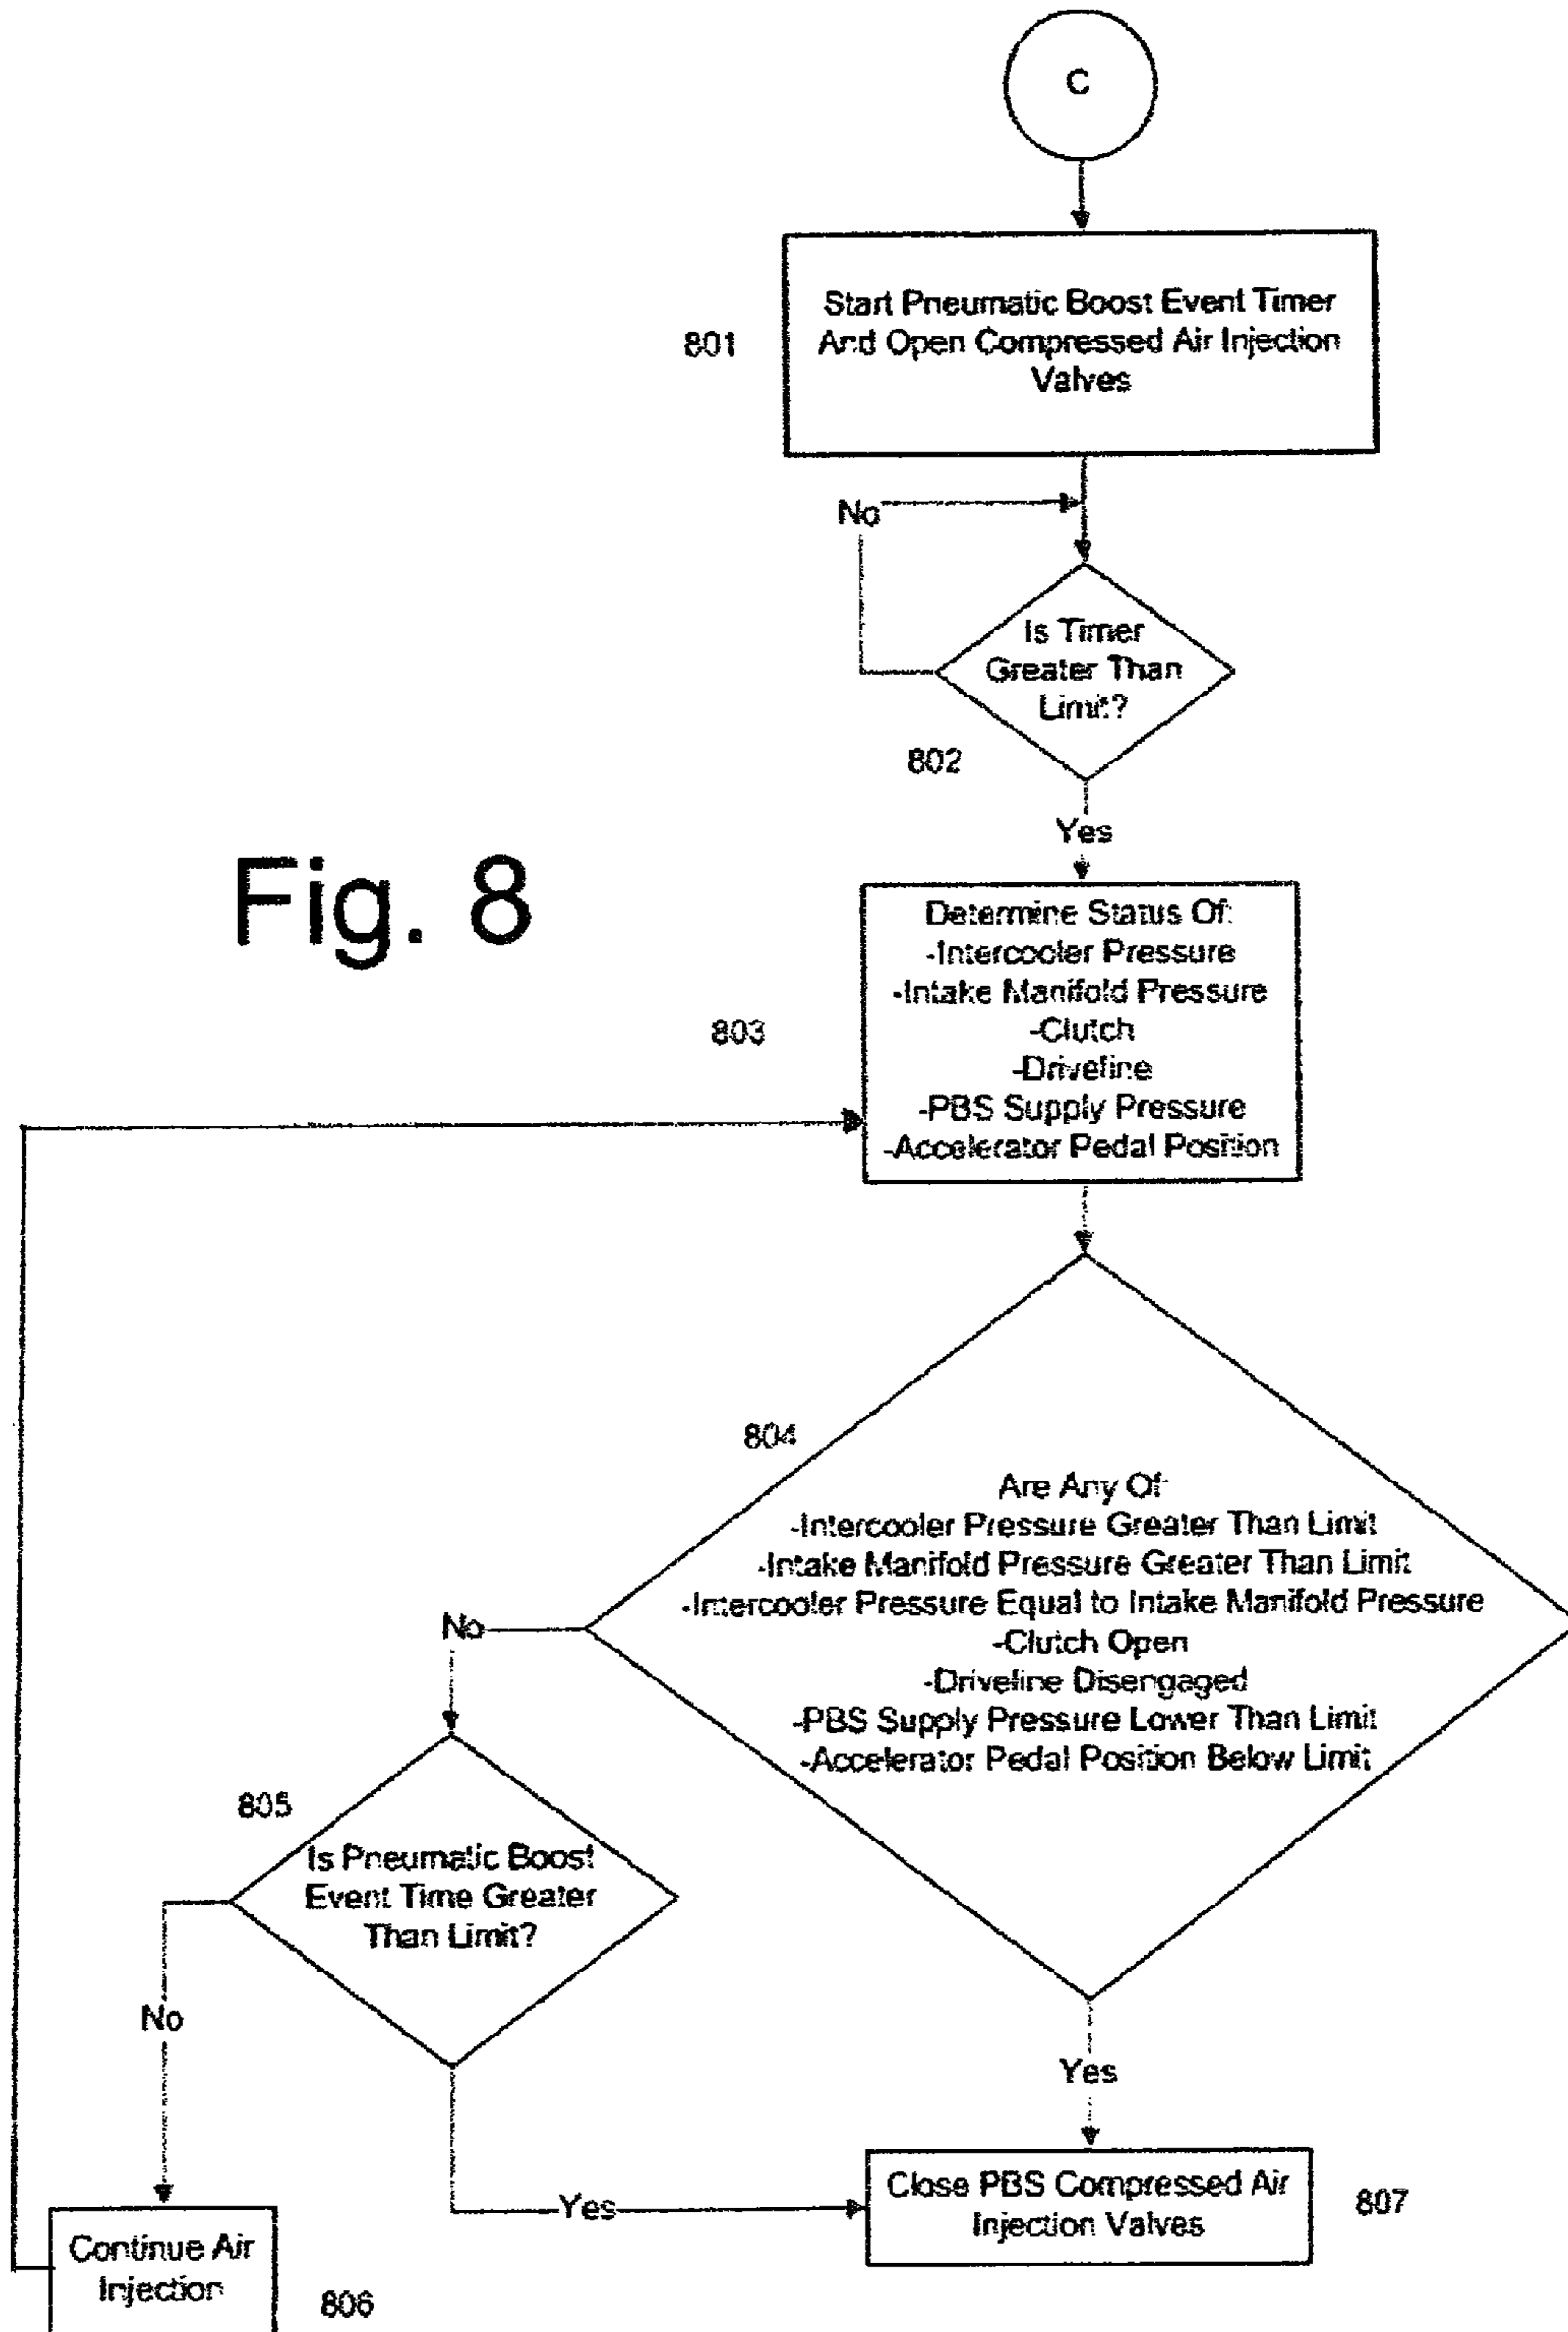 C
Start Pneumatic Boost Event Timer
And Open Compressed Air Injection
Valves
801
No
Is Timer
Greater Than
Limit?
802
Yes
Fig. 8
Determine Status Of:
-Intercooler Pressure
-Intake Manifold Pressure
-Clutch
-Driveline
-PBS Supply Pressure
-Accelerator Pedal Position
803
804
Are Any Of
-Intercooler Pressure Greater Than Limit
-Intake Manifold Pressure Greater Than Limit
-Intercooler Pressure Equal to Intake Manifold Pressure
-Clutch Open
-Driveline Disengaged
-PBS Supply Pressure Lower Than Limit
-Accelerator Pedal Position Below Limit
No
805
Is Pneumatic Boost
Event Time Greater
Than Limit?
No
Yes
Yes
Close PBS Compressed Air
Injection Valves
807
Continue Air
Injection
806